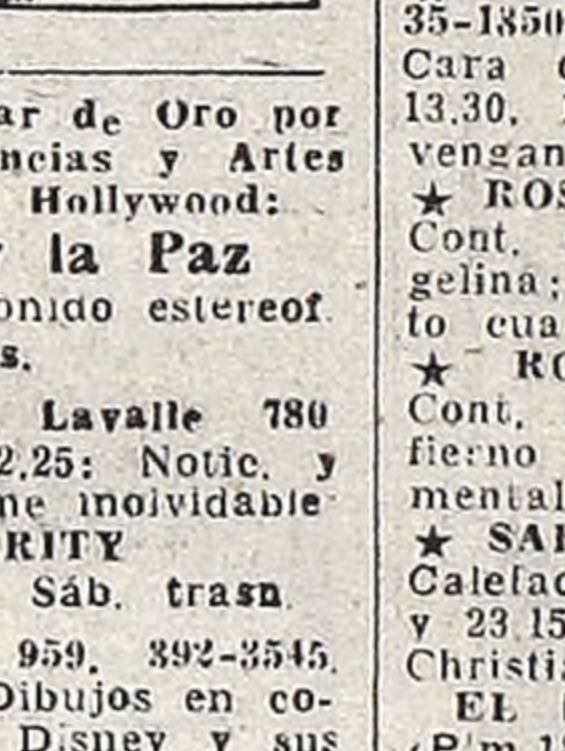 ar de Oro por
ncias y Artes
Hollywood:
la Paz
onido estereof.
s.
Lavalle 780
2.25: Notic. y
ne inolvidable
RITY
Sáb. trasn.
959. 392-3545.
Dibujos en co-
Disney y sus
35-1850
Cara
13.30.
vengan
★ ROS
Cont.
gelina;
to cua
★ RO
Cont.
fierno
mental
★ SAR
Calefac
y 23.15
Christi
EL